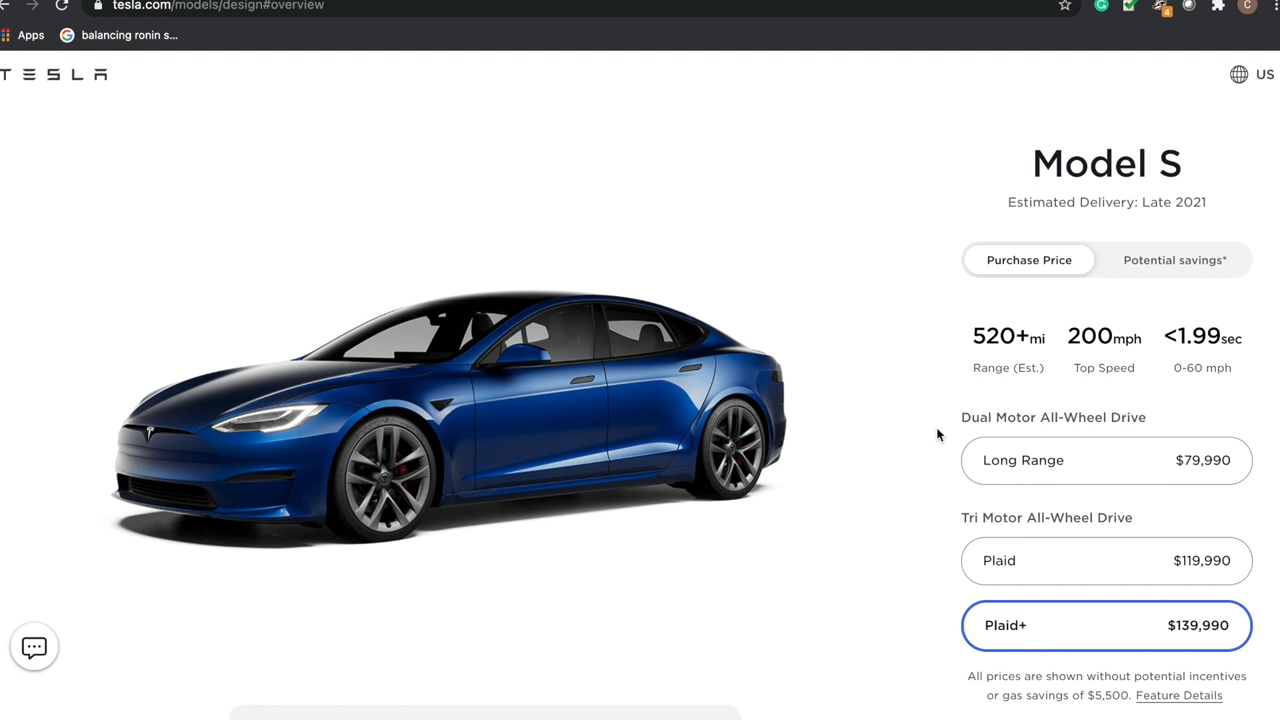 tesla.com/models/design#overview
4
C
Apps
balancing ronin s...
TESLA
US
Model S
Estimated Delivery: Late 2021
Purchase Price
Potential savings*
520+mi
200mph
<1.99sec
Range (Est.)
Top Speed
0-60 mph
Dual Motor All-Wheel Drive
Long Range $79,990
Tri Motor All-Wheel Drive
Plaid $119,990
Plaid+ $139,990
All prices are shown without potential incentives
or gas savings of $5,500. Feature Details